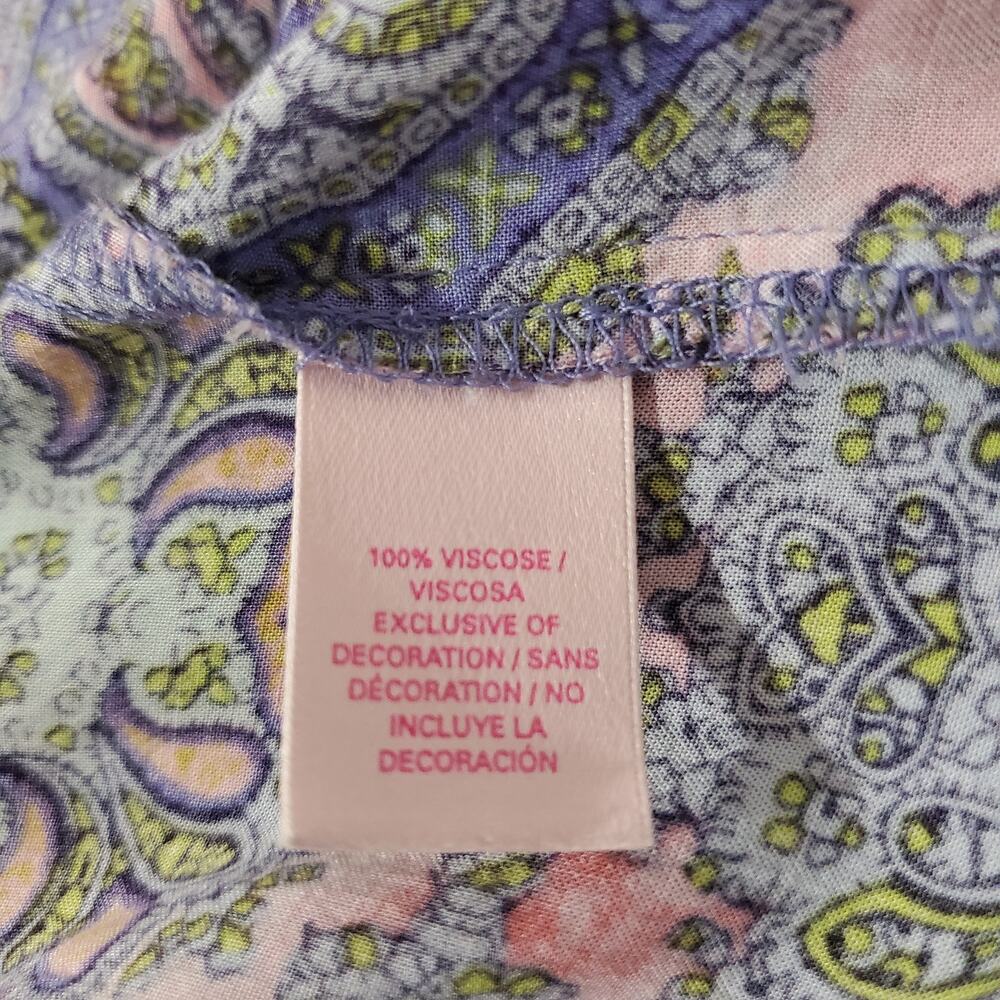 100% VISCOSE /
VISCOSA
EXCLUSIVE OF
DECORATION / SANS
DÉCORATION / NO
INCLUYE LA
DECORACIÓN